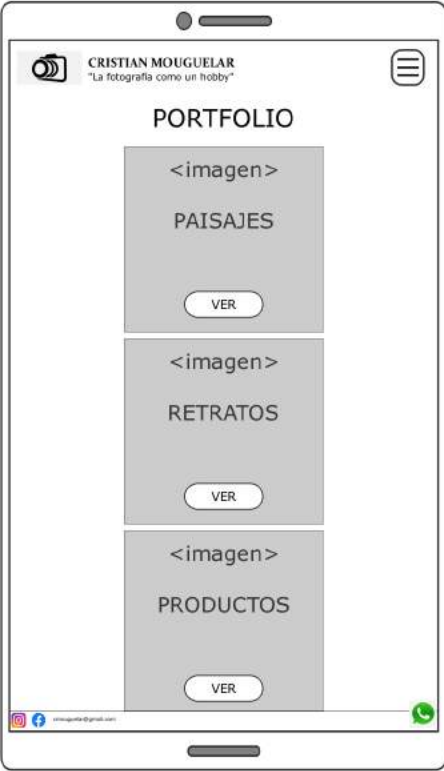 CRISTIAN MOUGUELAR
"La fotografía como un hobby"
PORTFOLIO
<imagen>
PAISAJES
VER
<imagen>
RETRATOS
VER
<imagen>
PRODUCTOS
VER